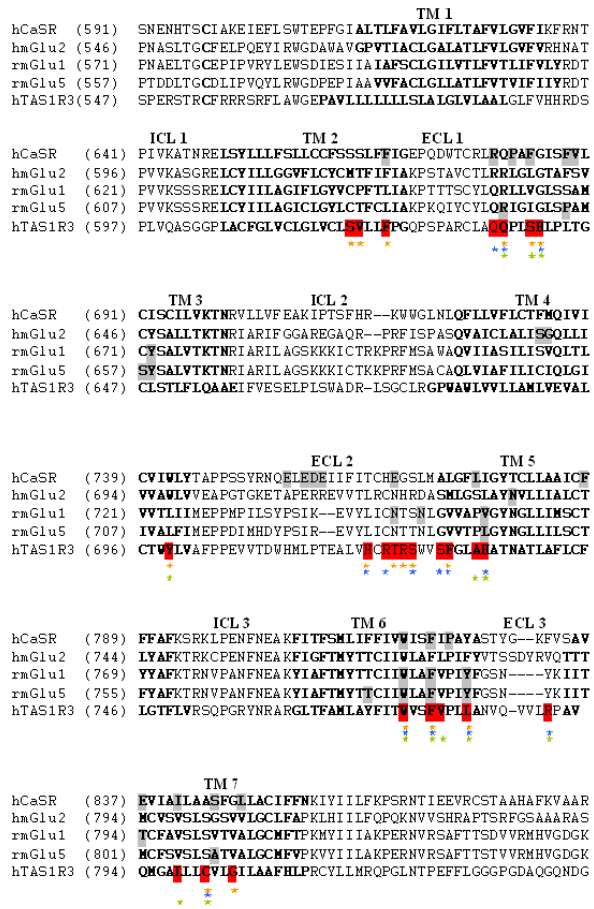 TM 1
hCaSR (591) SNENHTSCIAKEIEFLSWTEPFGIALTLFAVLGIFLTAFVLGVFIKFRNT
hmGlu2 (546) PNASLTGCFELPQEYIRWGDAWAVGPVTIACLGALATLFVLGVFVRHNAT
rmGlu1 (571) PNAELTGCEPIPVRYLEWSDIESIIAIAFSCLGILVTLFVTLIFVLYRDT
rmGlu5 (557) PTDDLTGCDLIPVQYLRWGDPEPIAAVVFACLGLLATLFVTVIFIIYRDT
hTAS1R3 (547) SPERSTRCFRRRSRFLAWGEPAVLLLLLLLSLALGLVLAALGLFVHHRDS
ICL 1 TM 2 ECL 1
hCaSR (641) PIVKATNRELSYLLLFSLLCCFSSSLFFIGEPQDWTCRLRQPAFGISFVL
hmGlu2 (596) PVVKASGRELCYILLGGVFLCYCMTFIFIAKPSTAVCTLRRLGLGTAFSV
rmGlu1 (621) PVVKSSSRELCYIILAGIFLGYVCPFTLIAKPTTTSCYLQRLLVGLSSAM
rmGlu5 (607) PVVKSSSRELCYIILAGICLGYLCTFCLIAKPKQIYCYLQRIGIGLSPAM
hTAS1R3 (597) PLVQASGGPLACFGLVCLGLVCLSVLLFPGQPSPARCLAQQPLSHLPLTG
TM 3 ICL 2 TM 4
hCaSR (691) CISCILVKTNRVLLVFEAKIPTSFHR-KWWGLNLQFLLVFLCTFMQIVI
hmGlu2 (646) CYSALLTKTNRIARIFGGAREGAQR--PRFISPASQVAICLALISGQLLI
rmGlu1 (671) CYSALVTKTNRIARILAGSKKKICTRKPRFMSAWAQVIIASILISVQLTL
rmGlu5 (657) SYSALVTKTNRIARILAGSKKKICTKKPRFMSACAQLVIAFILICIQLGI
hTAS1R3 (647) CLSTLFLQAAEIFVESELPLSWADR-LSGCLRGPWAWLVVLLAMLVEVAL
ECL 2 TM 5
hCaSR (739) CVIWLYTAPPSSYRNQELEDEIIFITCHEGSLMALGFLIGYTCLLAAICF
hmGlu2 (694) VVAWLVVEAPGTGKETAPERREVVTLRCNHRDASMLGSLAYNVLLIALCT
rmGlu1 (721) VVTLIIMEPPMPILSYPSIK-EVYLICNTSNLGVVAPVGYNGLLIMSCT
rmGlu5 (707) IVALFIMEPPDIMHDYPSIR-EVYLICNTTNLGVVTPLGYNGLLILSCT
hTAS1R3 (696) CTWYLVAFPPEVVTDWHMLPTEALVHCRTRSWVSFGLAHATNATLAFLCF
ICL 3 TM 6 ECL 3
hCaSR (789) FFAFKSRKLPENFNEAKFITFSMLIFFIVWISFIPAYASTYG--KFVSAV
hmGlu2 (744) LYAFKTRKCPENFNEAKFIGFTMYTTCIIWLAFLPIFYVTSSDYRVQTTT
rmGlu1 (769) YYAFKTRNVPANFNEAKYIAFTMYTTCIIWLAFVPIYFGSN----YKIIT
rmGlu5 (755) FYAFKTRNVPANFNEAKYIAFTMYTTCIIWLAFVPIYFGSN----YKIIT
hTAS1R3 (746) LGTFLVRSQPGRYNRARGLTFAMLAYFITWVSFVPLLANVQ-VVLRPAV
TM 7
hCaSR (837) EVIAILAASFGLLACIFFNKIYIILFKPSRNTIEEVRCSTAAHAFKVAAR
hmGlu2 (794) MCVSVSLSGSVVLGCLFAPKLHIILFQPQKNVVSHRAPTSRFGSAAARS
rmGlu1 (794) TCFAVSLSVTVALGCMFTPKMYIIIAKPERNVRSAFTTSDVVRMHVGDGK
rmGlu5 (801) MCFSVSLSATVALGCMFVPKVYIILAKPERNVRSAFTTSTVVRMHVGDGK
hTAS1R3 (794) QMGALLLCVLGILAAFHLPRCYLLMRQPGLNTPEFFLGGGPGDAQGQNDG